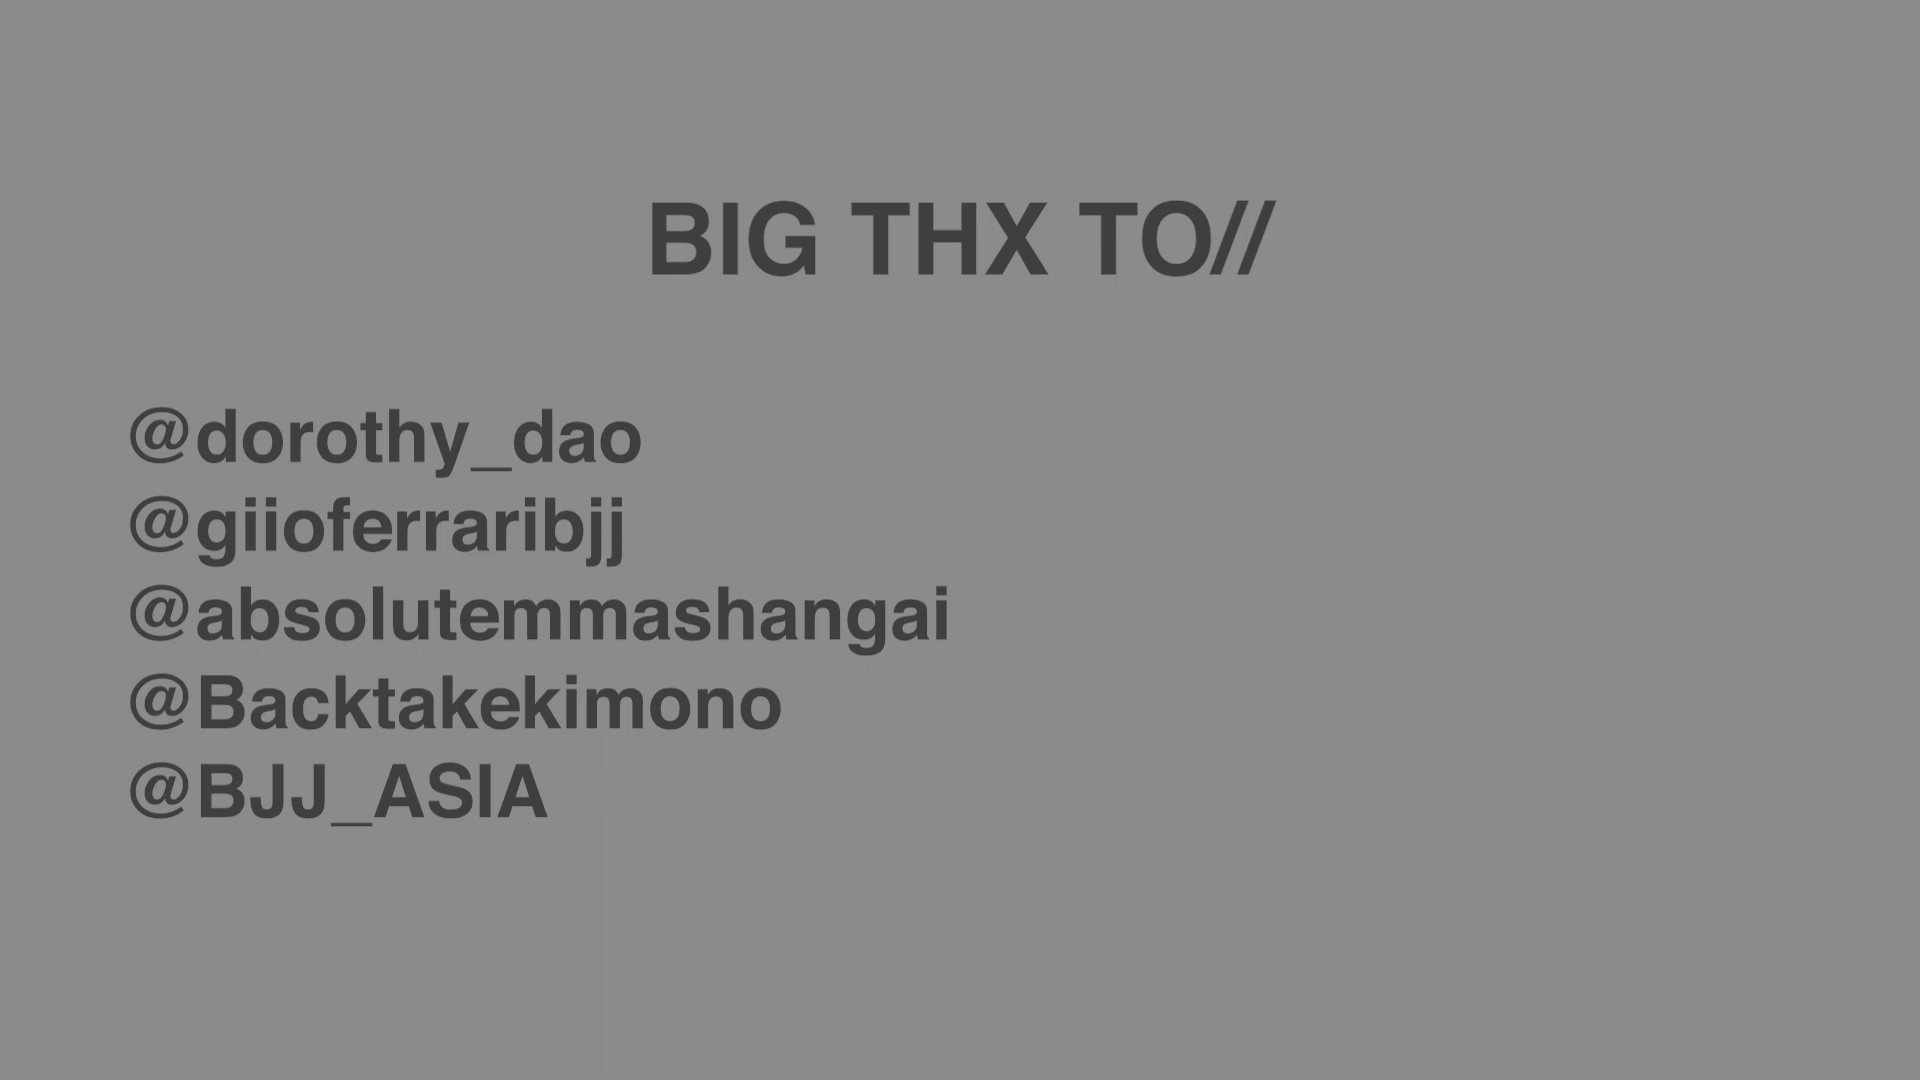 BIG THX TO//
@dorothy_dao
@giioferraribjj
@absolutemmashangai
@Backtakekimono
@BJJ_ASIA